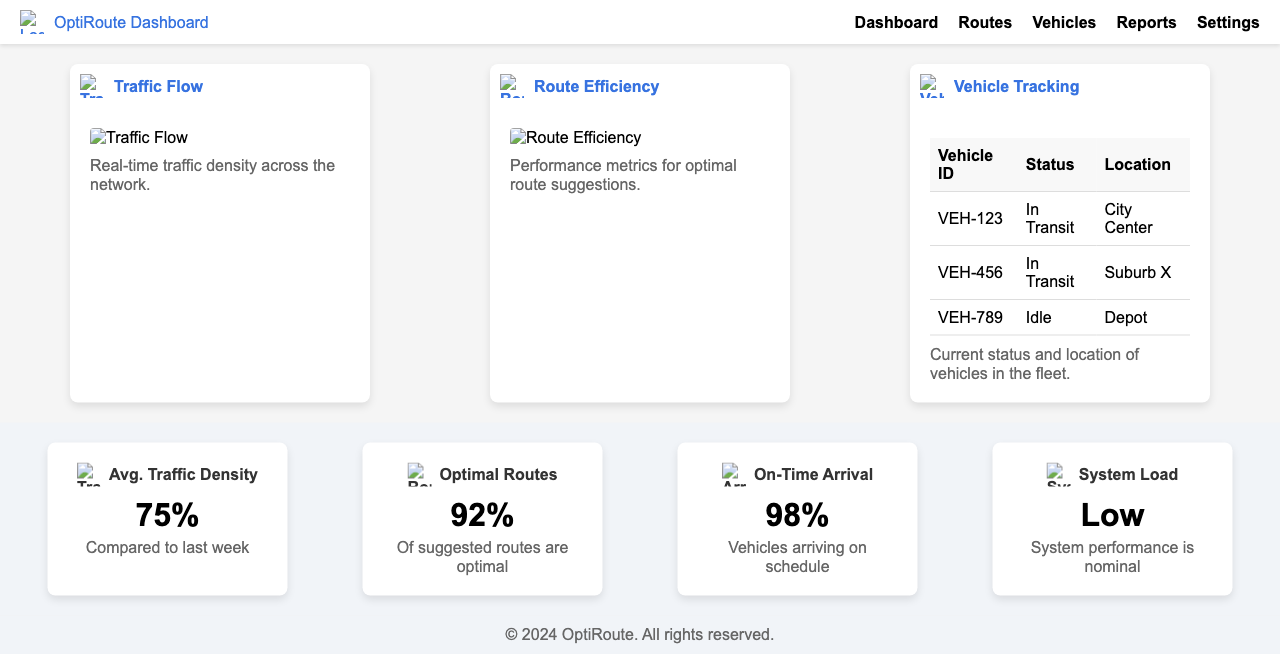 OptiRoute Dashboard
Dashboard Routes Vehicles Reports Settings
Traffic Flow
Traffic Flow
Real-time traffic density across the
network.
Route Efficiency
Route Efficiency
Performance metrics for optimal
route suggestions.
Vehicle Tracking
Vehicle ID Status Location
VEH-123 In Transit City Center
VEH-456 In Transit Suburb X
VEH-789 Idle Depot
Current status and location of
vehicles in the fleet.
Avg. Traffic Density
75%
Compared to last week
Optimal Routes
92%
Of suggested routes are
optimal
On-Time Arrival
98%
Vehicles arriving on
schedule
System Load
Low
System performance is
nominal
© 2024 OptiRoute. All rights reserved.